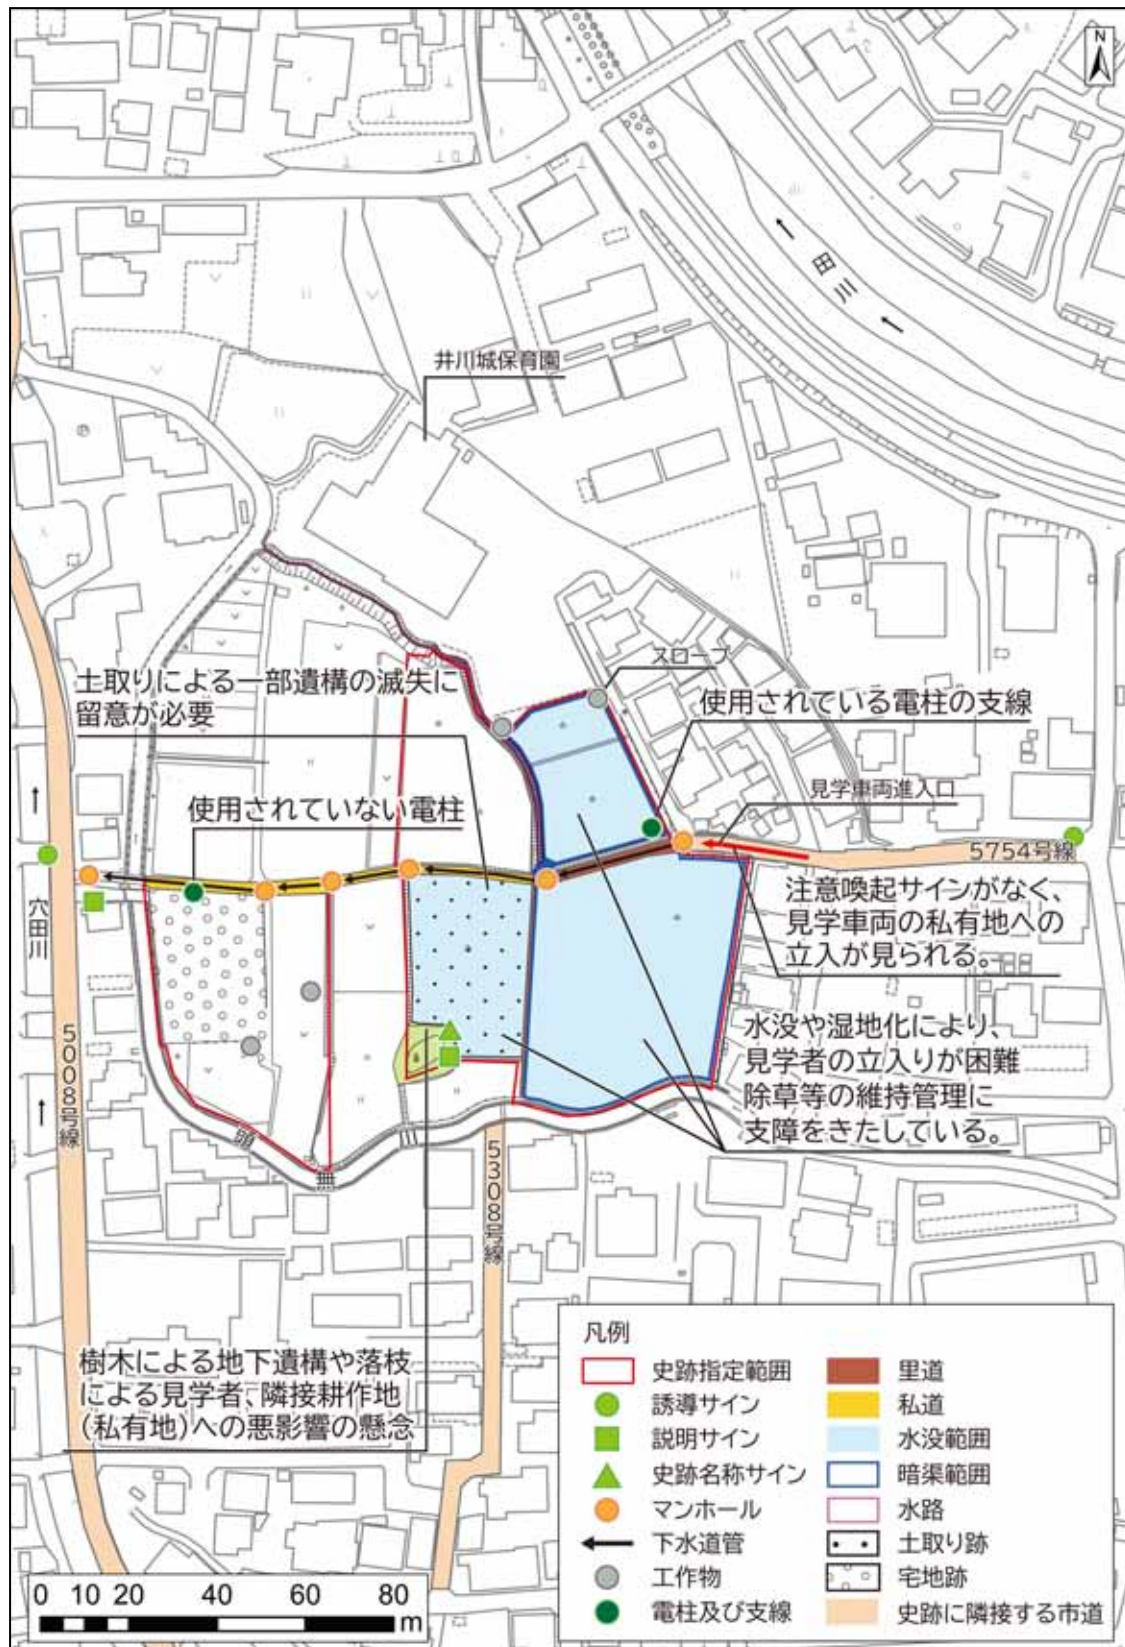 N
田川
井川城保育園
スロープ
土取りによる一部遺構の滅失に
留意が必要
使用されている電柱の支線
使用されていない電柱
見学車両進入口
5754号線
注意喚起サインがなく、
見学車両の私有地への
立入が見られる。
穴田川
水没や湿地化により、
見学者の立入りが困難
除草等の維持管理に
支障をきたしている。
5008号線
頭無川
5308号線
樹木による地下遺構や落枝
による見学者、隣接耕作地
(私有地)への悪影響の懸念
凡例
史跡指定範囲
誘導サイン
説明サイン
史跡名称サイン
マンホール
下水道管
工作物
電柱及び支線
里道
私道
水没範囲
暗渠範囲
水路
土取り跡
宅地跡
史跡に隣接する市道
0 10 20 40 60 80
m